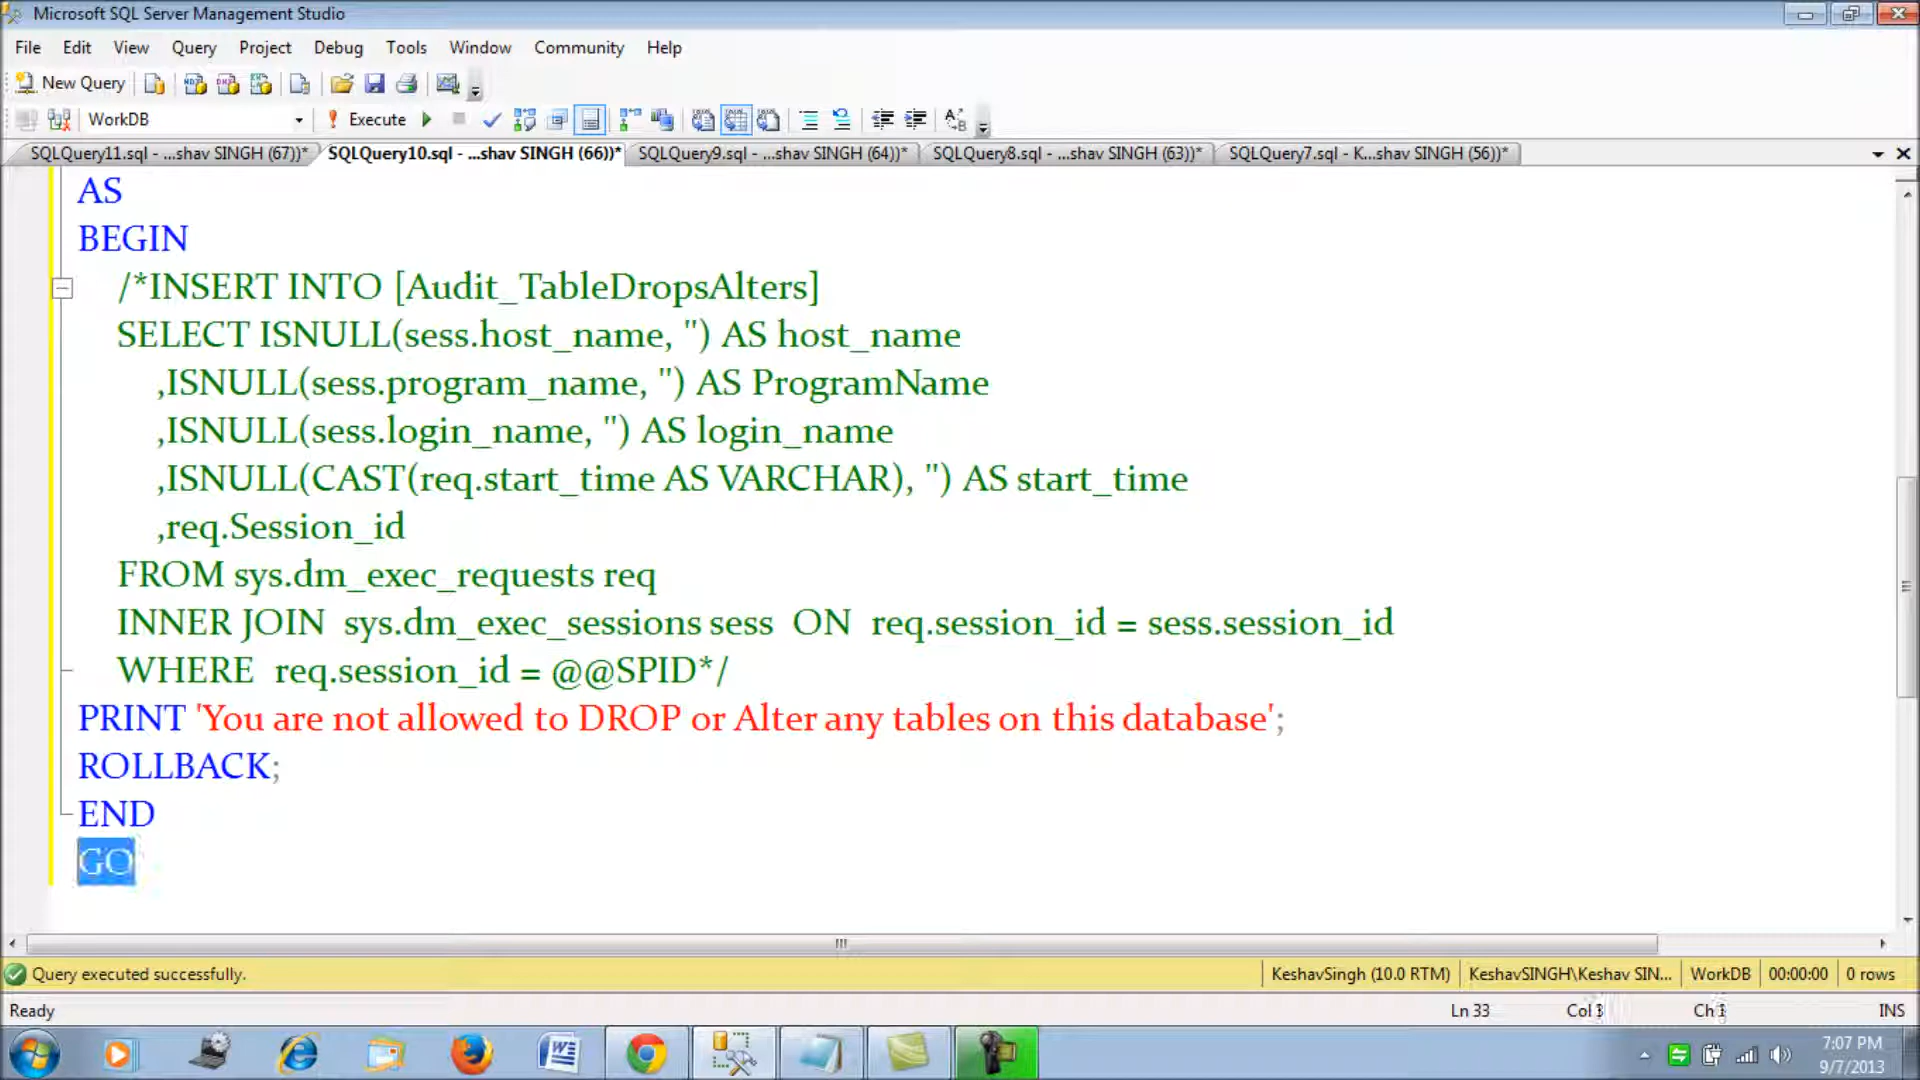 Microsoft SQL Server Management Studio
File Edit View Query Project Debug Tools Window Community Help
New Query
WorkDB Execute
SQLQuery11.sql - ...shav SINGH (67))* SQLQuery10.sql - ...shav SINGH (66))* SQLQuery9.sql - ...shav SINGH (64))* SQLQuery8.sql - ...shav SINGH (63))* SQLQuery7.sql - K...shav SINGH (56))*
AS
BEGIN
/*INSERT INTO [Audit_TableDropsAlters]
SELECT ISNULL(sess.host_name, '') AS host_name
,ISNULL(sess.program_name, '') AS ProgramName
,ISNULL(sess.login_name, '') AS login_name
,ISNULL(CAST(req.start_time AS VARCHAR), '') AS start_time
,req.Session_id
FROM sys.dm_exec_requests req
INNER JOIN sys.dm_exec_sessions sess ON req.session_id = sess.session_id
WHERE req.session_id = @@SPID*/
PRINT 'You are not allowed to DROP or Alter any tables on this database';
ROLLBACK;
END
GO
Query executed successfully. KeshavSingh (10.0 RTM) KeshavSINGH\Keshav SIN... WorkDB 00:00:00 0 rows
Ready Ln 33 Col 1 Ch 1 INS
7:07 PM
9/7/2013